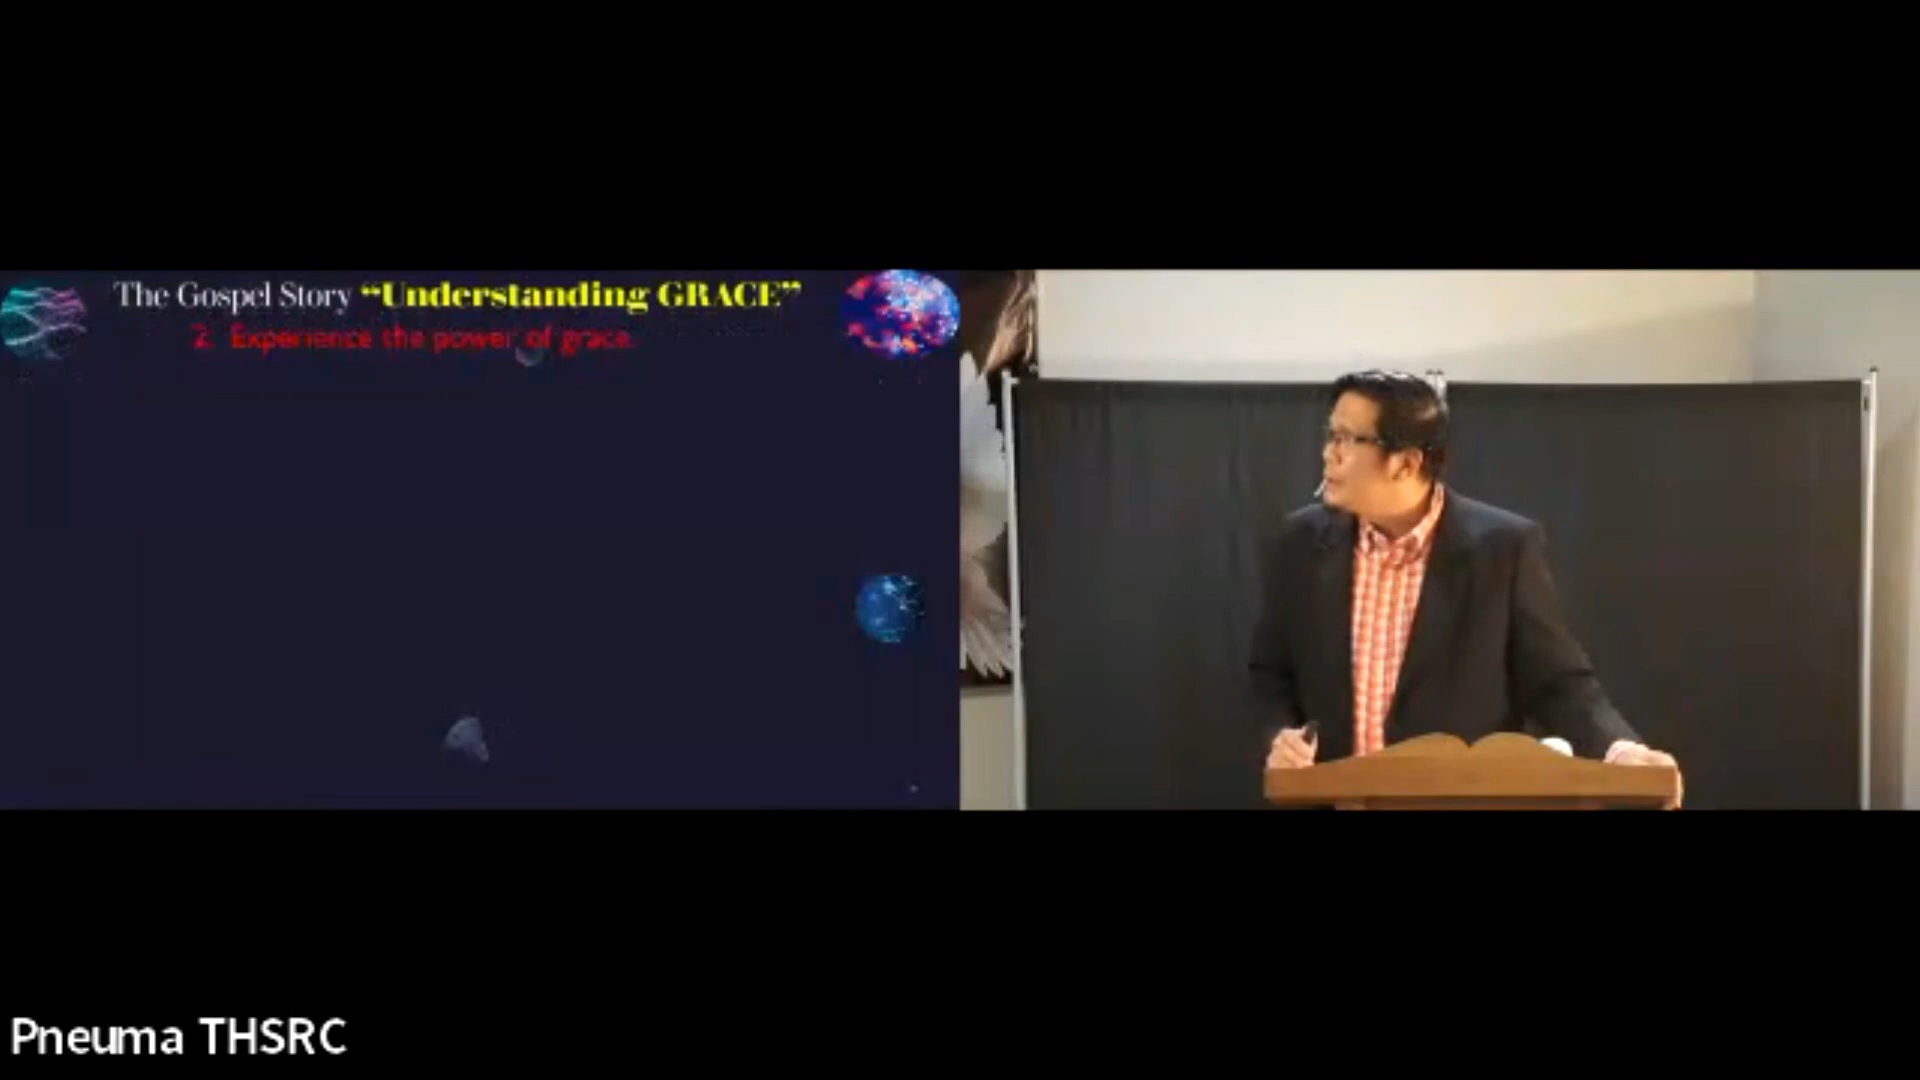 The Gospel Story “Understanding GRACE”
2. Experience the power of grace.
Pneuma THSRC